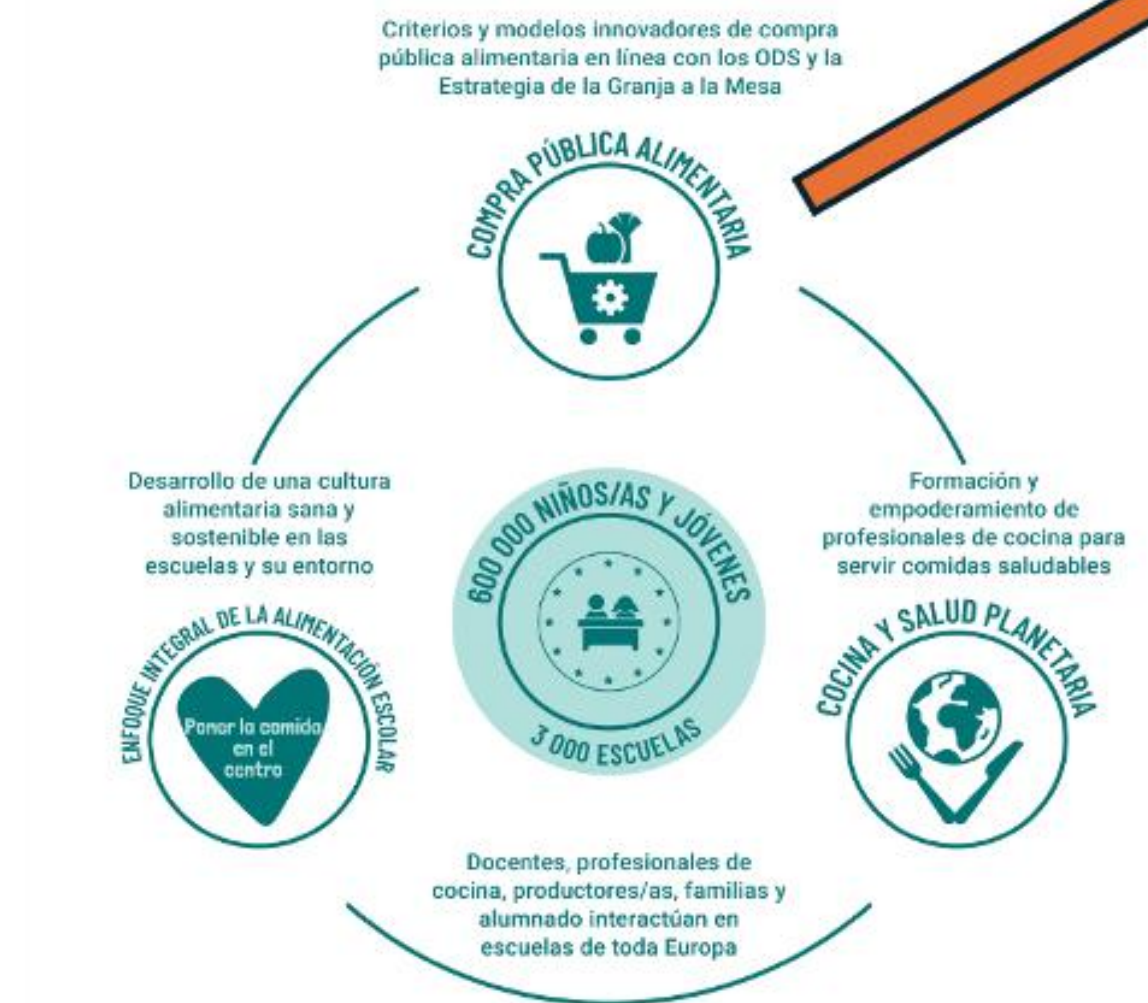 Criterios y modelos innovadores de compra
pública alimentaria en línea con los ODS y la
Estrategia de la Granja a la Mesa
COMPRA PÚBLICA ALIMENTARIA
Desarrollo de una cultura
alimentaria sana y
sostenible en las
escuelas y su entorno
ENFOQUE INTEGRAL DE LA ALIMENTACIÓN ESCOLAR
Poner la comida
en el
centro
600 000 NIÑOS/AS Y JÓVENES
3 000 ESCUELAS
Formación y
empoderamiento de
profesionales de cocina para
servir comidas saludables
COCINA Y SALUD PLANETARIA
Docentes, profesionales de
cocina, productores/as, familias y
alumnado interactúan en
escuelas de toda Europa